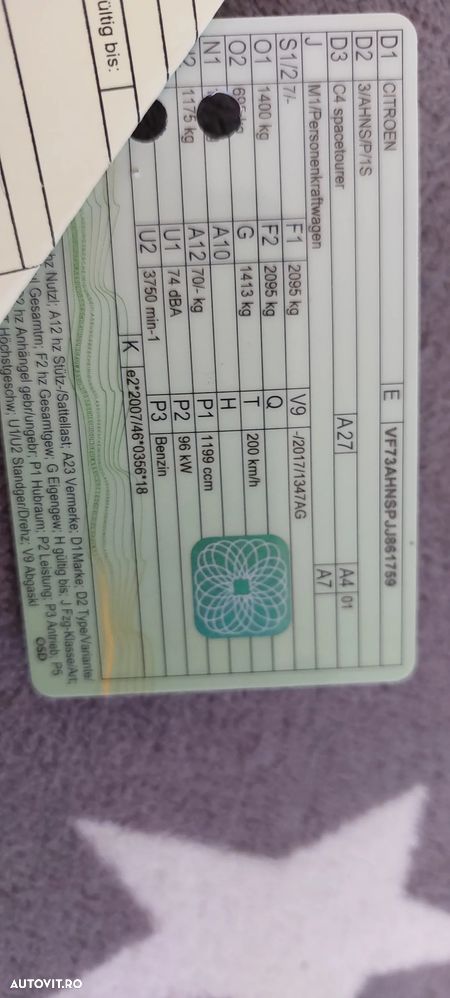 ültig bis:
D1 CITROEN E VF73AHNSPJJ861759
D2 3/AHNS/P/1S
D3 C4 spacetourer A27 A4 01
J M1/Personenkraftwagen A7
S1/2 7/- F1 2095 kg V9 -/2017/1347AG
O1 1400 kg F2 2095 kg Q
O2 G 1413 kg T 200 km/h
N1 A10 H
1175 kg A12 70/- kg P1 1199 ccm
U1 74 dBA P2 96 kW
U2 3750 min-1 P3 Benzin
K e2*2007/46*0356*18
hz Nutzl; A12 hz Stütz-/Sattellast; A23 Vermerke; D1 Marke; D2 Type/Variante/
Gesamtm; F2 hz Gesamtgew; G Eigengew; H gültig bis; J Fzg-Klasse/Art;
hz Anhängel gebr/ungebr; P1 Hubraum; P2 Leistung; P3 Antrieb; P5
Höchstgeschw; U1/U2 Standger/Drehz; V9 Abgaskl
OSD
AUTOVIT.RO